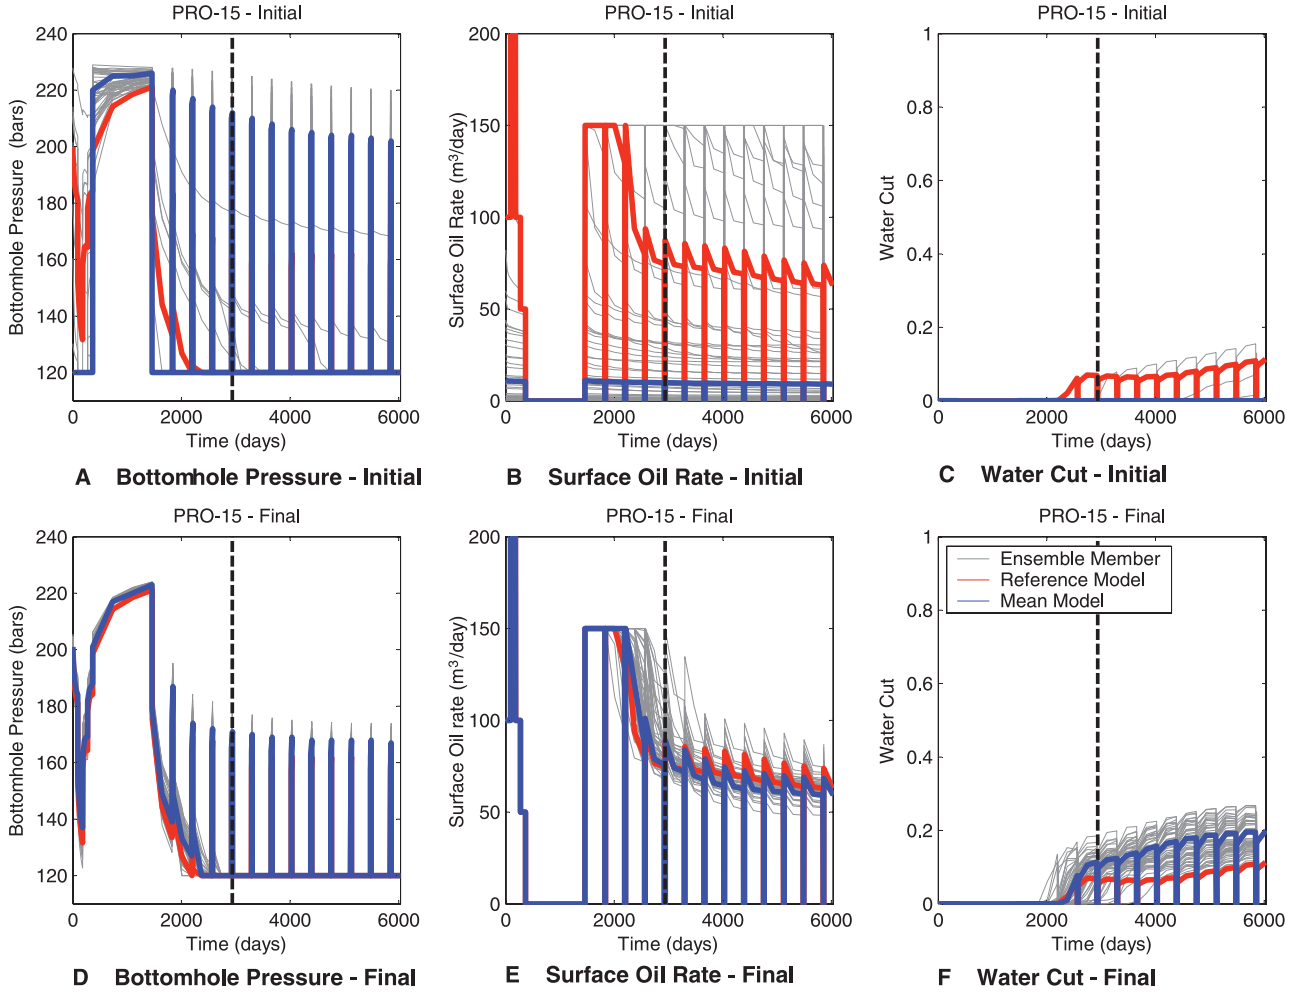 PRO-15 - Initial
240
220
200
180
160
140
120
Bottomhole Pressure (bars)
0
2000
4000
6000
Time (days)
A Bottomhole Pressure - Initial
PRO-15 - Initial
200
150
100
50
0
Surface Oil Rate (m³/day)
0
2000
4000
6000
Time (days)
B Surface Oil Rate - Initial
PRO-15 - Initial
1
0.8
0.6
0.4
0.2
0
Water Cut
0
2000
4000
6000
Time (days)
C Water Cut - Initial
PRO-15 - Final
240
220
200
180
160
140
120
Bottomhole Pressure (bars)
0
2000
4000
6000
Time (days)
D Bottomhole Pressure - Final
PRO-15 - Final
200
150
100
50
0
Surface Oil rate (m³/day)
0
2000
4000
6000
Time (days)
E Surface Oil Rate - Final
PRO-15 - Final
Ensemble Member
Reference Model
Mean Model
1
0.8
0.6
0.4
0.2
0
Water Cut
0
2000
4000
6000
Time (days)
F Water Cut - Final